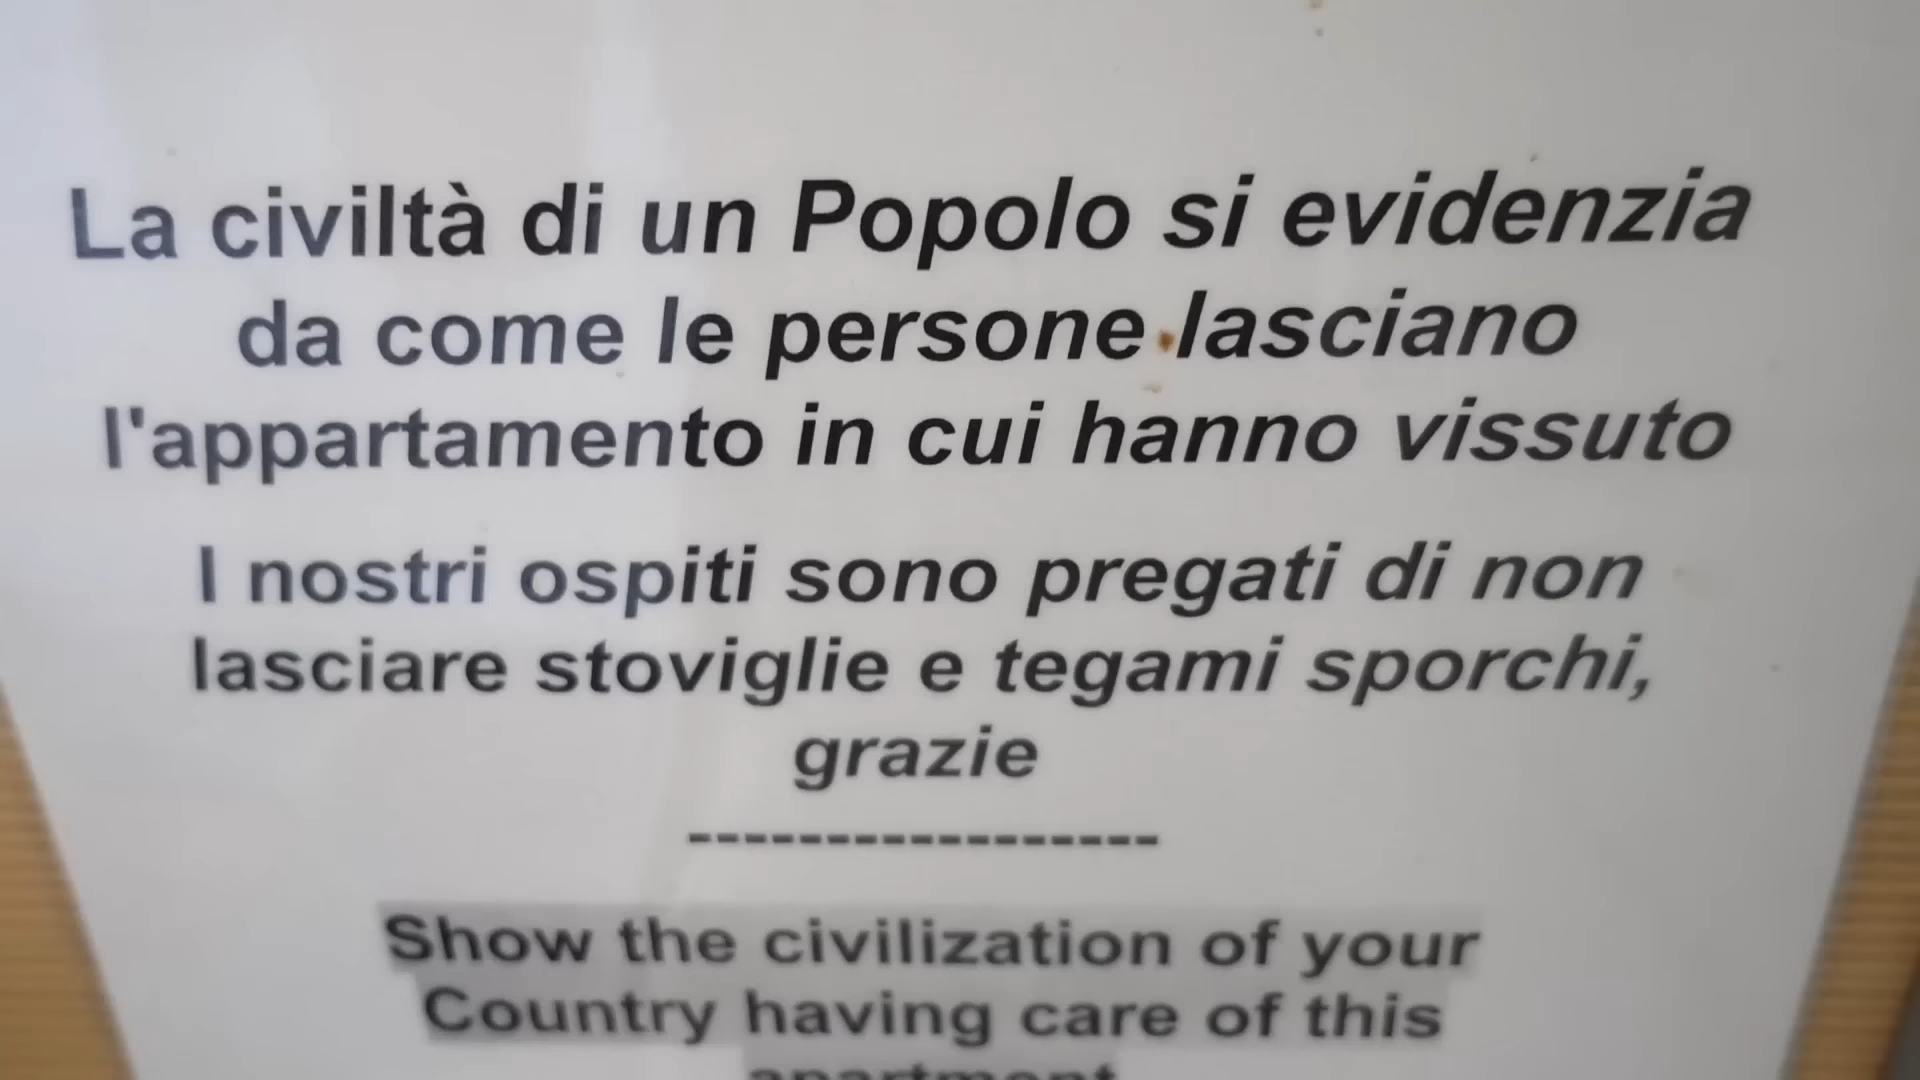 La civiltà di un Popolo si evidenzia
da come le persone lasciano
l'appartamento in cui hanno vissuto
I nostri ospiti sono pregati di non
lasciare stoviglie e tegami sporchi,
grazie
------------------
Show the civilization of your
Country having care of this
apartment